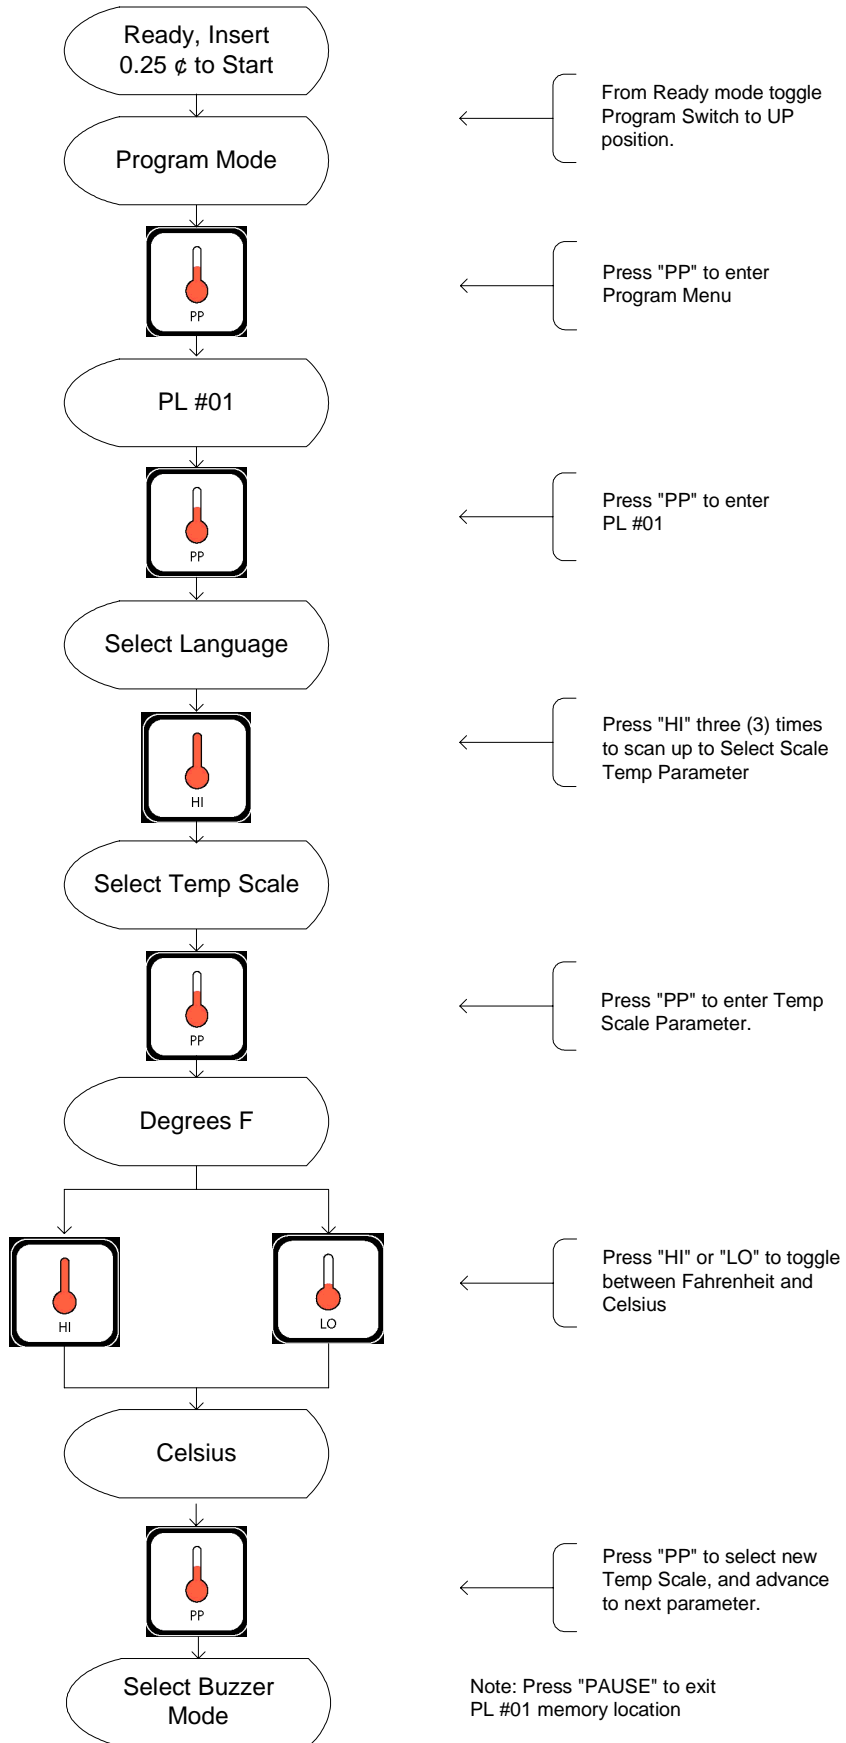 Ready, Insert
0.25 ¢ to Start
From Ready mode toggle
Program Switch to UP
position.
Program Mode
PP
Press "PP" to enter
Program Menu
PL #01
PP
Press "PP" to enter
PL #01
Select Language
HI
Press "HI" three (3) times
to scan up to Select Scale
Temp Parameter
Select Temp Scale
PP
Press "PP" to enter Temp
Scale Parameter.
Degrees F
HI
LO
Press "HI" or "LO" to toggle
between Fahrenheit and
Celsius
Celsius
PP
Press "PP" to select new
Temp Scale, and advance
to next parameter.
Select Buzzer
Mode
Note: Press "PAUSE" to exit
PL #01 memory location